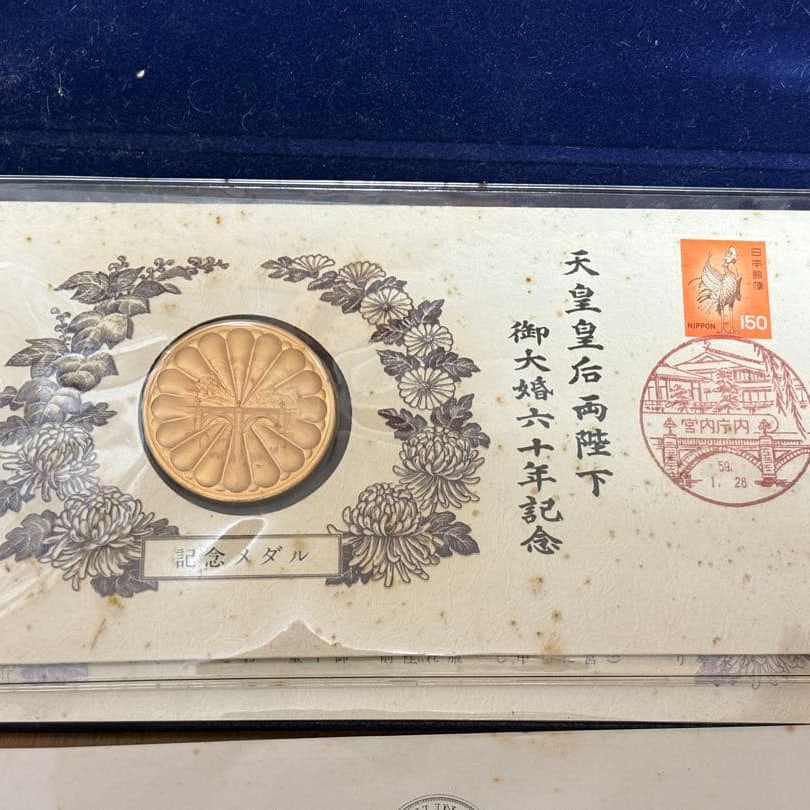 天皇皇后両陛下
御大婚六十年記念
日本郵便
NIPPON 150
宮内庁内
59.
1. 26
記念メダル